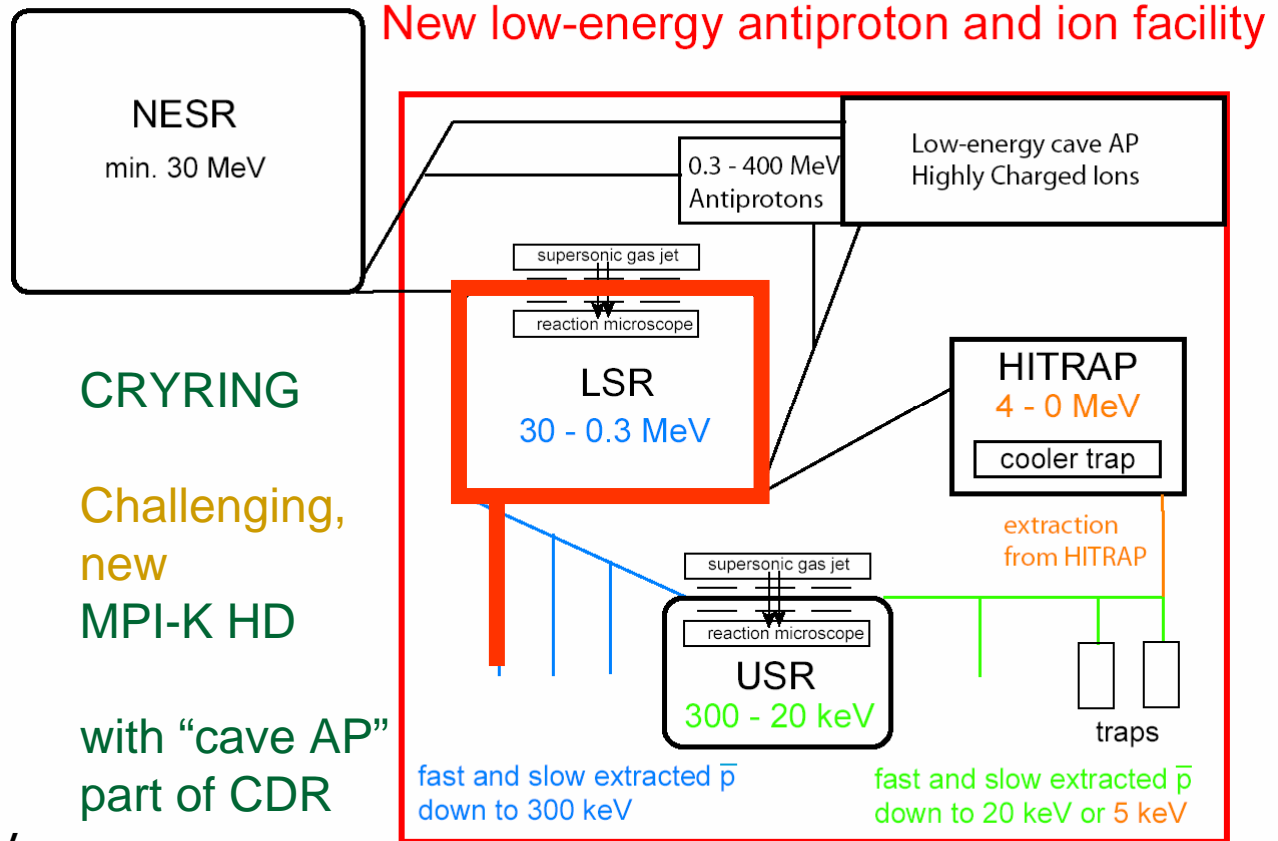 New low-energy antiproton and ion facility
NESR
min. 30 MeV
0.3 - 400 MeV
Antiprotons
Low-energy cave AP
Highly Charged Ions
supersonic gas jet
reaction microscope
LSR
30 - 0.3 MeV
HITRAP
4 - 0 MeV
cooler trap
extraction
from HITRAP
CRYRING
Challenging,
new
MPI-K HD
with “cave AP”
part of CDR
supersonic gas jet
reaction microscope
USR
300 - 20 keV
traps
fast and slow extracted p̅
down to 300 keV
fast and slow extracted p̅
down to 20 keV or 5 keV